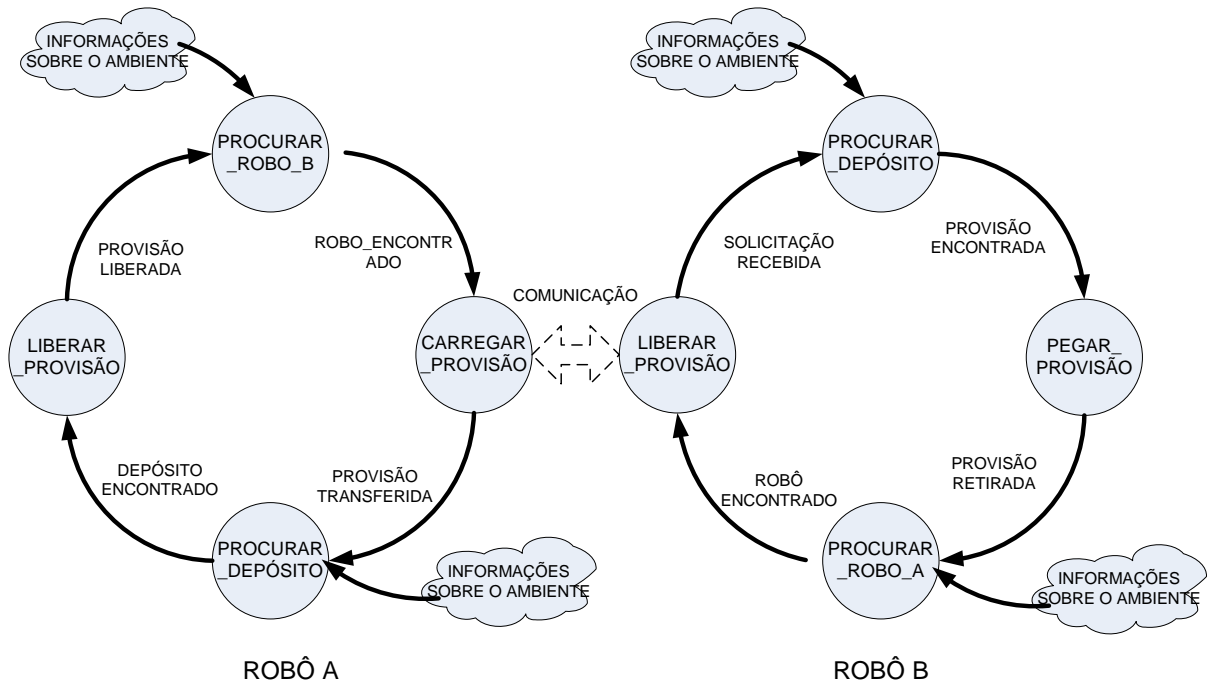 INFORMAÇÕES
SOBRE O AMBIENTE
PROCURAR
_ROBO_B
PROVISÃO
LIBERADA
ROBO_ENCONTR
ADO
LIBERAR
_PROVISÃO
CARREGAR
_PROVISÃO
DEPÓSITO
ENCONTRADO
PROVISÃO
TRANSFERIDA
PROCURAR
_DEPÓSITO
INFORMAÇÕES
SOBRE O AMBIENTE
ROBÔ A
COMUNICAÇÃO
INFORMAÇÕES
SOBRE O AMBIENTE
PROCURAR
_DEPÓSITO
SOLICITAÇÃO
RECEBIDA
PROVISÃO
ENCONTRADA
LIBERAR
_PROVISÃO
PEGAR_
PROVISÃO
ROBÔ
ENCONTRADO
PROVISÃO
RETIRADA
PROCURAR
_ROBO_A
INFORMAÇÕES
SOBRE O AMBIENTE
ROBÔ B